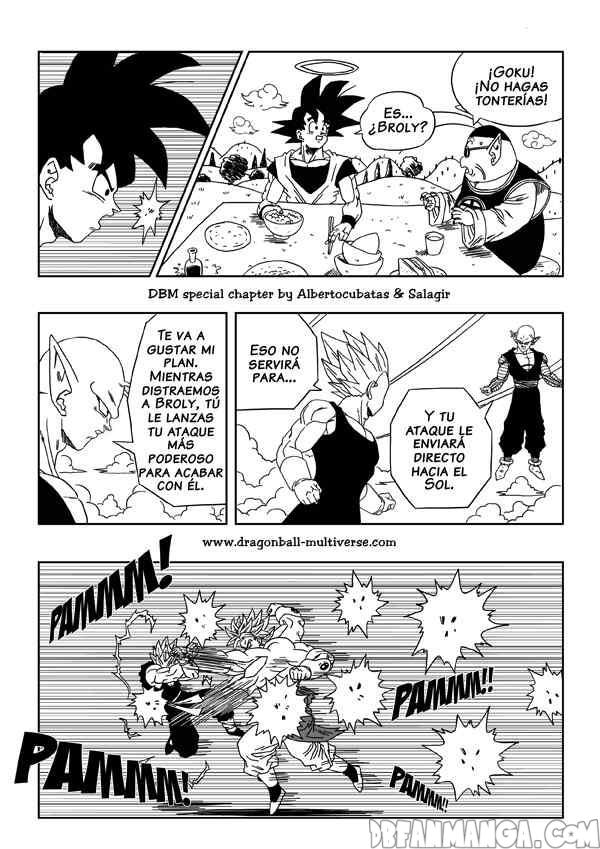 ¡GOKU!
¡NO HAGAS
TONTERÍAS!
ES...
¿BROLY?
DBM special chapter by Albertocubatas & Salagir
TE VA A
GUSTAR MI
PLAN.
MIENTRAS
DISTRAEMOS
A BROLY, TÚ
LE LANZAS
TU ATAQUE
MÁS
PODEROSO
PARA ACABAR
CON ÉL.
ESO NO
SERVIRÁ
PARA...
Y TU
ATAQUE LE
ENVIARÁ
DIRECTO
HACIA EL
SOL.
www.dragonball-multiverse.com
PAMMM!
PAMMM!!
PAMMM!
PAMMM!!
DBFANMANGA.COM